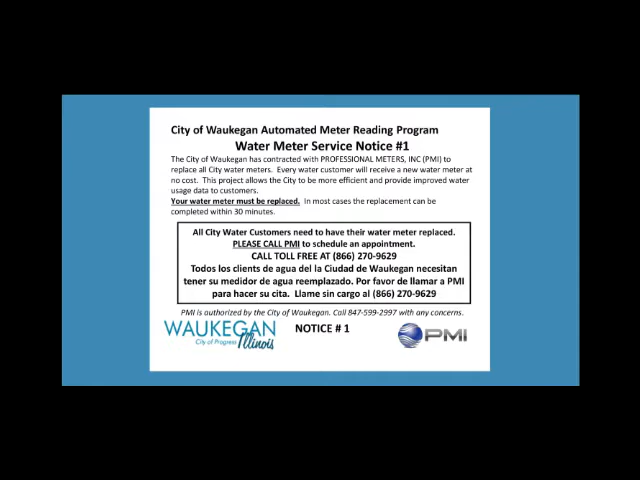 City of Waukegan Automated Meter Reading Program
Water Meter Service Notice #1
The City of Waukegan has contracted with PROFESSIONAL METERS, INC (PMI) to
replace all City water meters. Every water customer will receive a new water meter at
no cost. This project allows the City to be more efficient and provide improved water
usage data to customers.
Your water meter must be replaced. In most cases the replacement can be
completed within 30 minutes.
All City Water Customers need to have their water meter replaced.
PLEASE CALL PMI to schedule an appointment.
CALL TOLL FREE AT (866) 270-9629
Todos los clientes de agua del la Ciudad de Waukegan necesitan
tener su medidor de agua reemplazado. Por favor de llamar a PMI
para hacer su cita. Llame sin cargo al (866) 270-9629
PMI is authorized by the City of Waukegan. Call 847-599-2997 with any concerns.
WAUKEGAN
City of Progress Illinois
NOTICE # 1
PMI